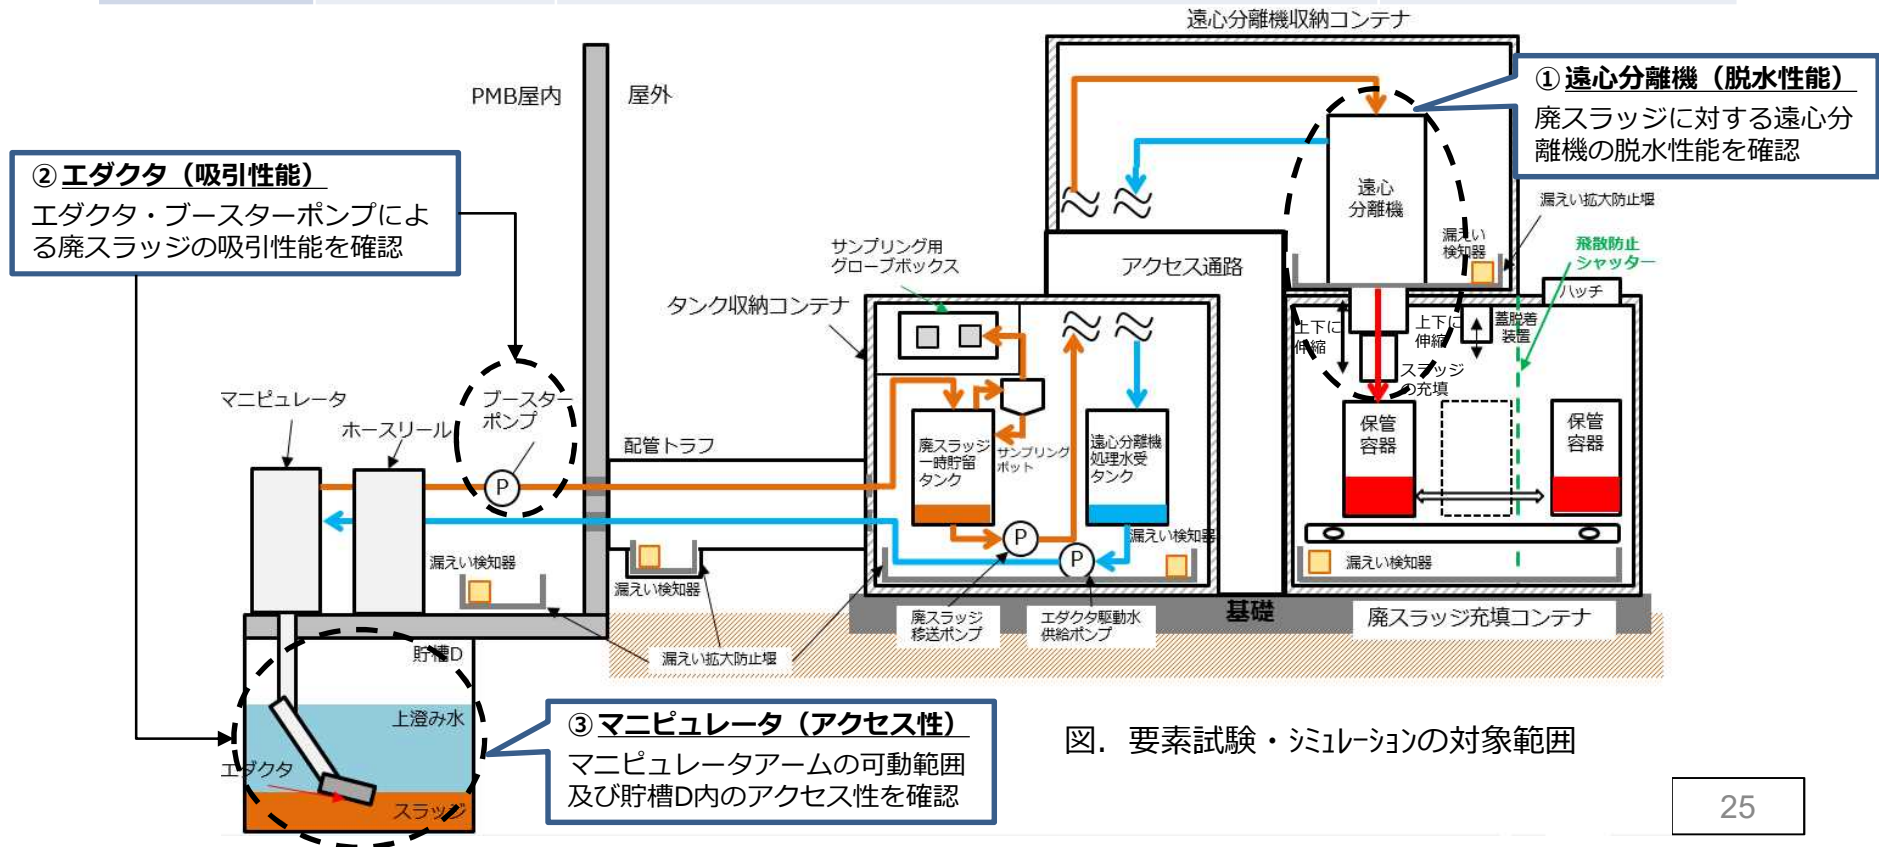 遠心分離機収納コンテナ
① 遠心分離機（脱水性能）
廃スラッジに対する遠心分
離機の脱水性能を確認
PMB屋内
屋外
② エダクタ（吸引性能）
エダクタ・ブースターポンプによ
る廃スラッジの吸引性能を確認
遠心
分離機
漏えい
検知器
漏えい拡大防止堰
飛散防止
シャッター
ハッチ
サンプリング用
グローブボックス
アクセス通路
タンク収納コンテナ
上下に
伸縮
上下に
伸縮
蓋脱着
装置
スラッジ
の充填
マニピュレータ
ホースリール
ブースター
ポンプ
P
配管トラフ
廃スラッジ
一時貯留
タンク
サンプリング
ポット
遠心分離機
処理水受
タンク
保管
容器
保管
容器
P
P
漏えい検知器
漏えい検知器
漏えい検知器
漏えい検知器
廃スラッジ
移送ポンプ
エダクタ駆動水
供給ポンプ
基礎
廃スラッジ充填コンテナ
漏えい拡大防止堰
貯槽D
上澄み水
エダクタ
スラッジ
③ マニピュレータ（アクセス性）
マニピュレータアームの可動範囲
及び貯槽D内のアクセス性を確認
図．要素試験・ｼﾐｭﾚｰｼｮﾝの対象範囲
25